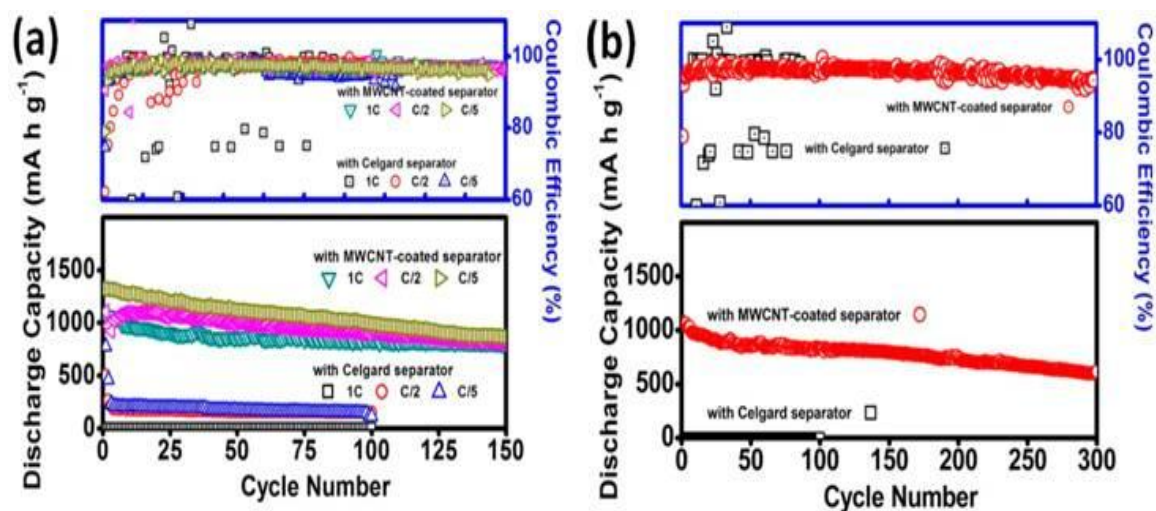 (a)
Discharge Capacity (mA h g⁻¹)
Coulombic Efficiency (%)
100
80
60
with MWCNT-coated separator
1C C/2 C/5
with Celgard separator
1C C/2 C/5
1500
1000
500
0
with MWCNT-coated separator
1C C/2 C/5
with Celgard separator
1C C/2 C/5
0 25 50 75 100 125 150
Cycle Number
(b)
Discharge Capacity (mA h g⁻¹)
Coulombic Efficiency (%)
100
80
60
with MWCNT-coated separator
with Celgard separator
1500
1000
500
0
with MWCNT-coated separator
with Celgard separator
0 50 100 150 200 250 300
Cycle Number